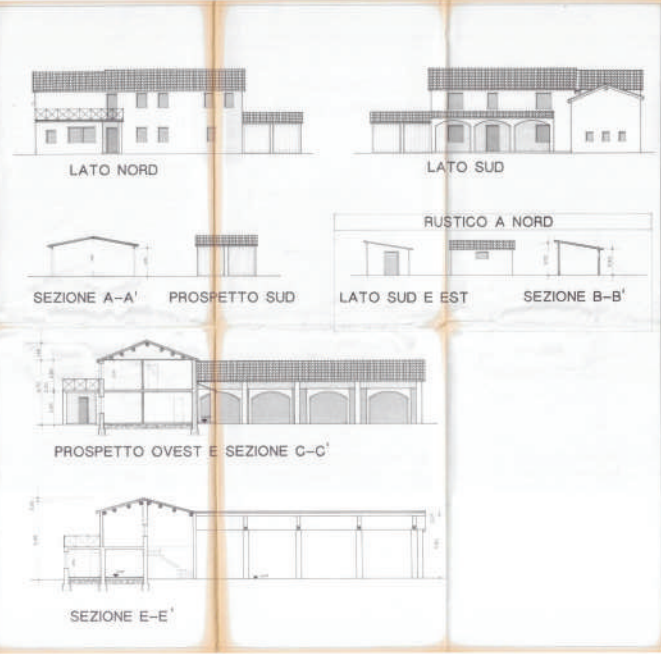 LATO NORD
LATO SUD
RUSTICO A NORD
SEZIONE A-A'
PROSPETTO SUD
LATO SUD E EST
SEZIONE B-B'
PROSPETTO OVEST E SEZIONE C-C'
SEZIONE E-E'